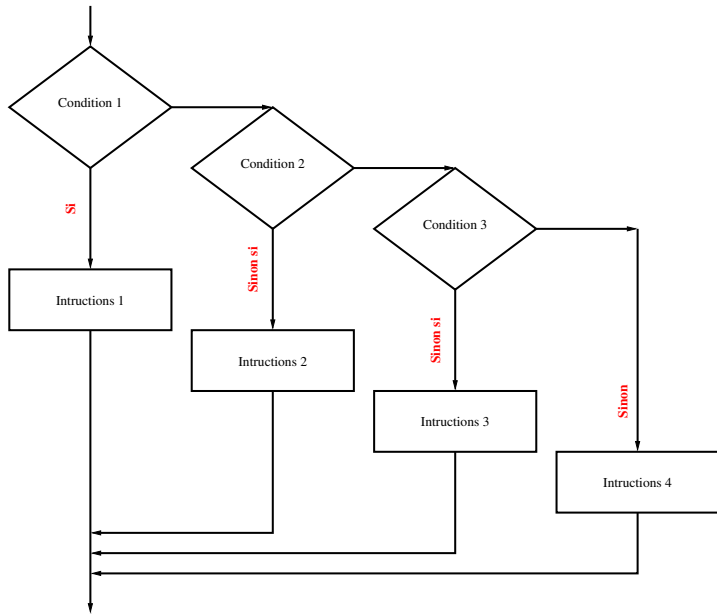 Condition 1
Condition 2
Condition 3
Si
Sinon si
Sinon si
Sinon
Intructions 1
Intructions 2
Intructions 3
Intructions 4